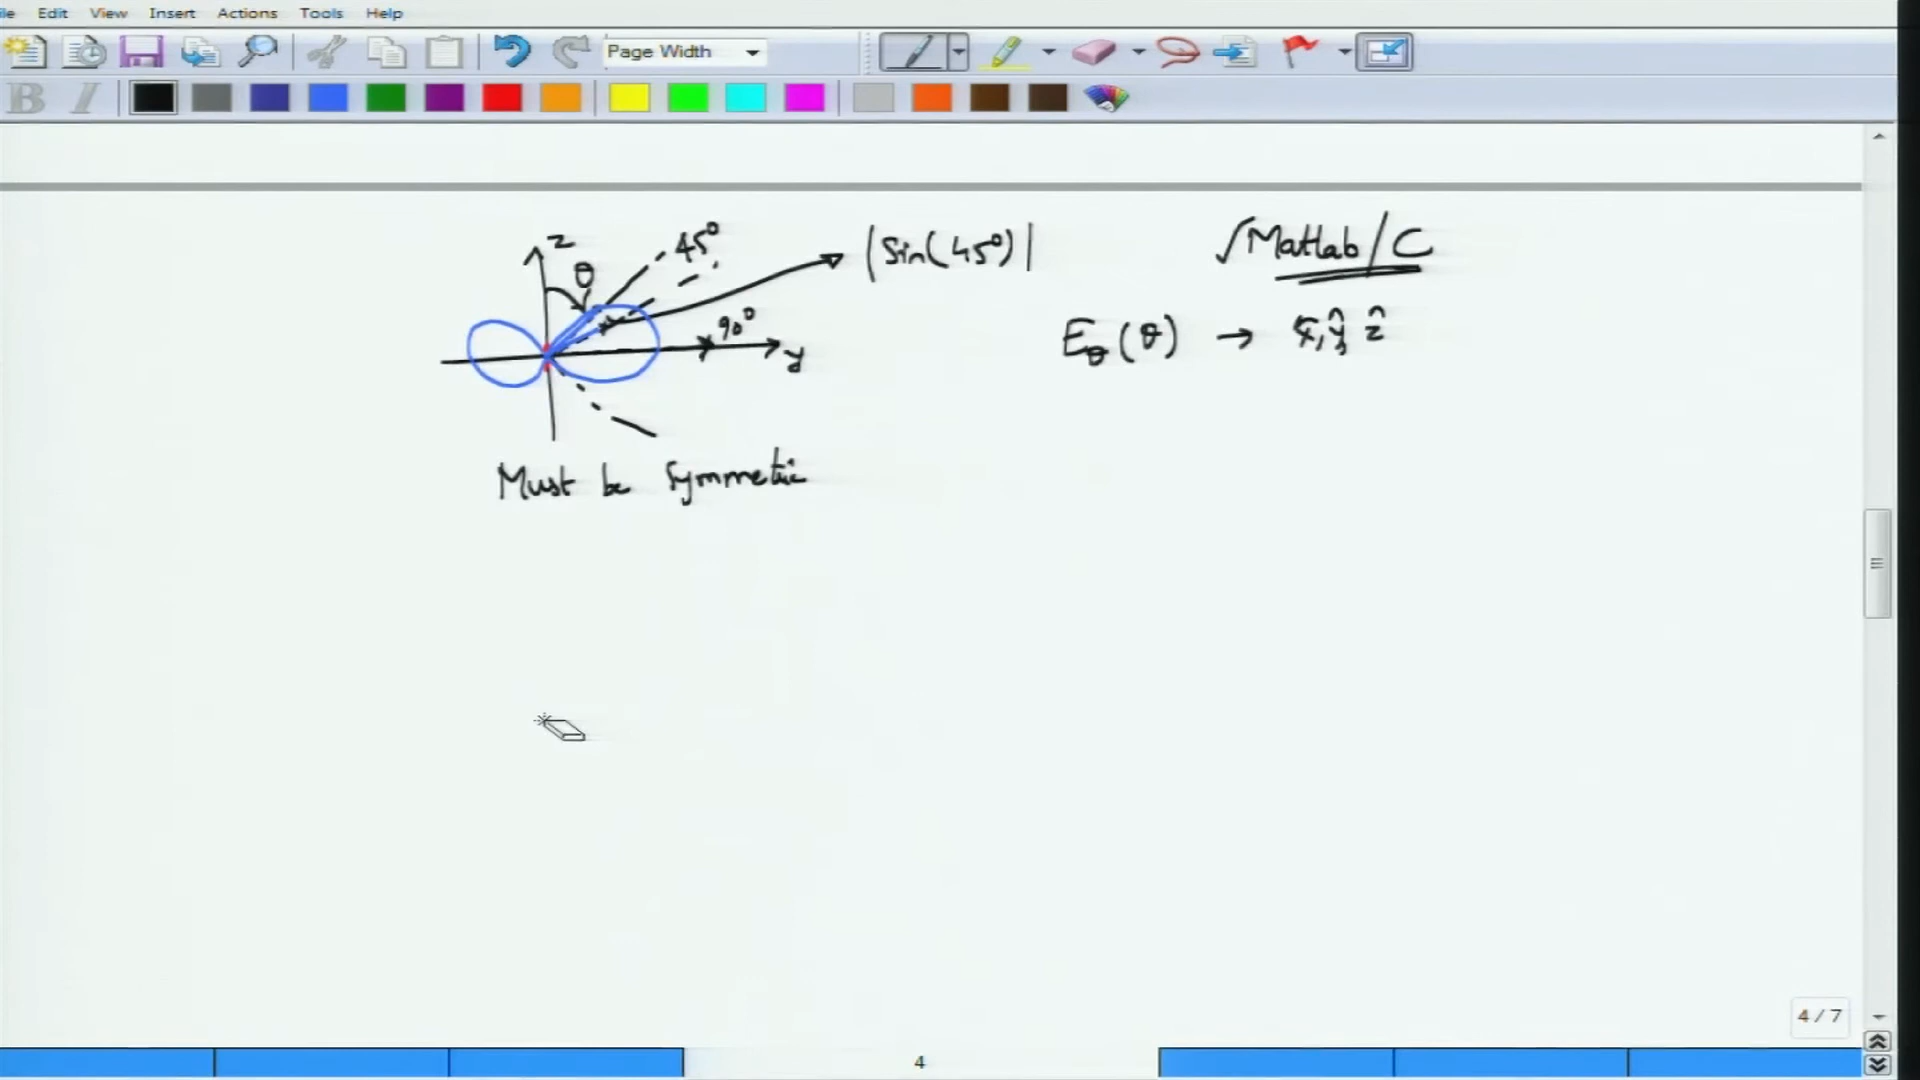 File Edit View Insert Actions Tools Help
Page Width
B I
z
θ
45°
|Sin(45°)|
90°
y
Must be Symmetric
√Matlab/C
E_θ(θ) → x̂, ŷ ẑ
4 / 7
4